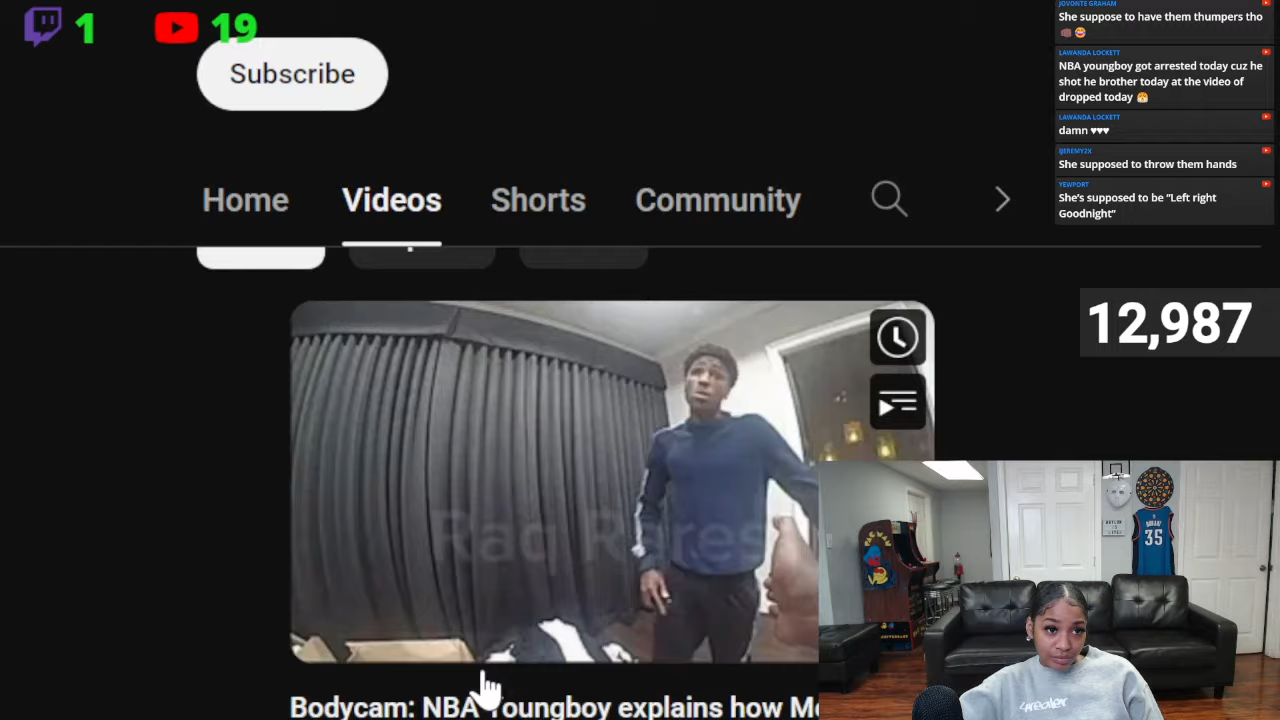 1
19
Subscribe
Home Videos Shorts Community
JOVONTE GRAHAM
She suppose to have them thumpers tho
LAWANDA LOCKETT
NBA youngboy got arrested today cuz he
shot he brother today at the video of
dropped today
LAWANDA LOCKETT
damn ♥♥♥
She supposed to throw them hands
YEWPORT
She's supposed to be "Left right
Goodnight"
12,987
Raq Rares
35
Bodycam: NBA Youngboy explains how